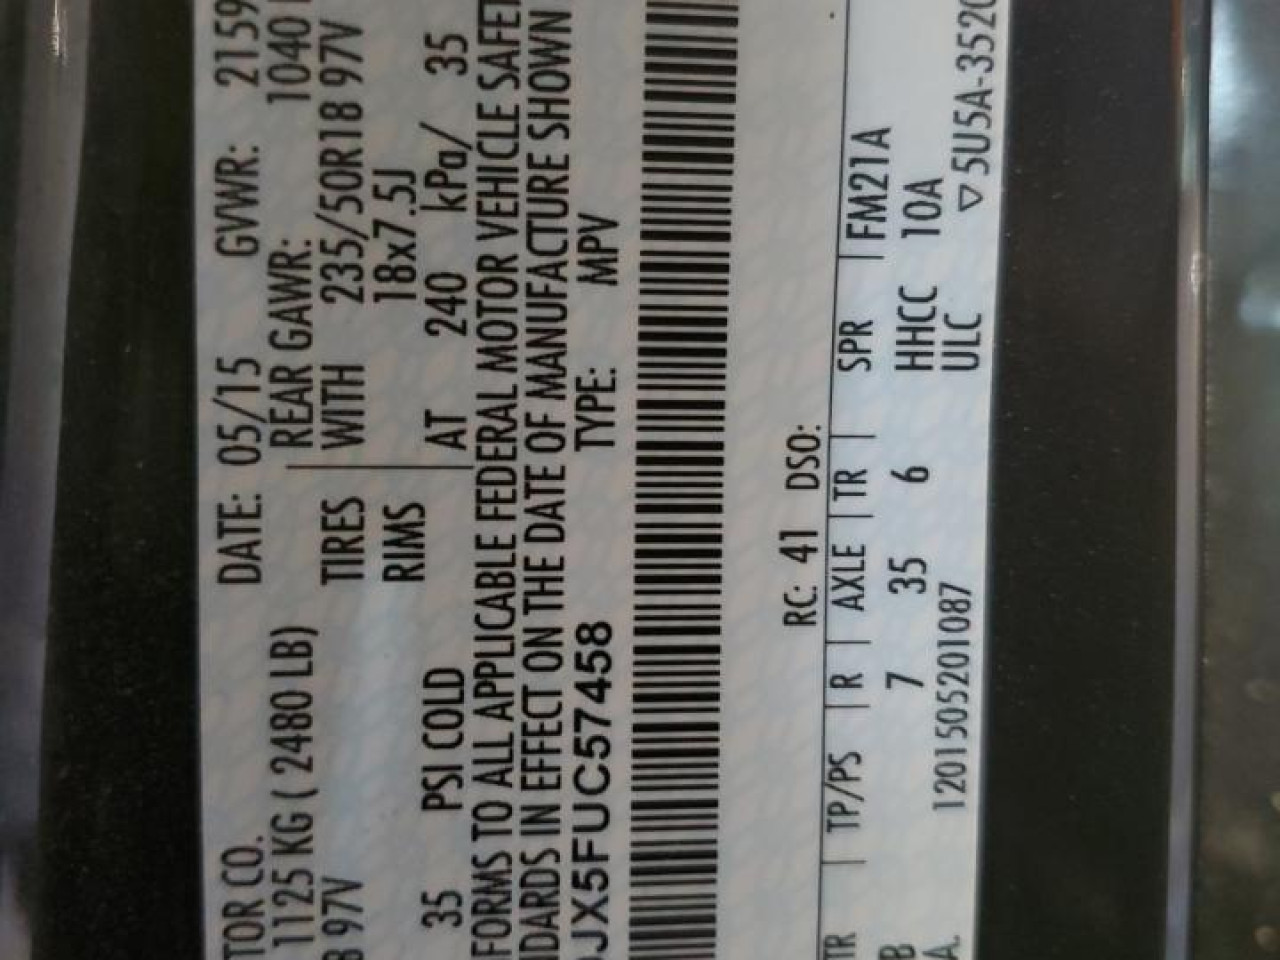 TOR CO. DATE: 05/15 GVWR: 2159
1125 KG ( 2480 LB) REAR GAWR: 1040
97V TIRES WITH 235/50R18 97V
RIMS 18x7.5J
35 PSI COLD AT 240 kPa/ 35
FORMS TO ALL APPLICABLE FEDERAL MOTOR VEHICLE SAFET
DARDS IN EFFECT ON THE DATE OF MANUFACTURE SHOWN
JX5FUC57458 TYPE: MPV
RC: 41 DSO:
TR TP/PS R AXLE TR SPR FM21A
B 7 35 6 HHCC 10A
A. 1201505201087 ULC ▽ 5U5A-3520